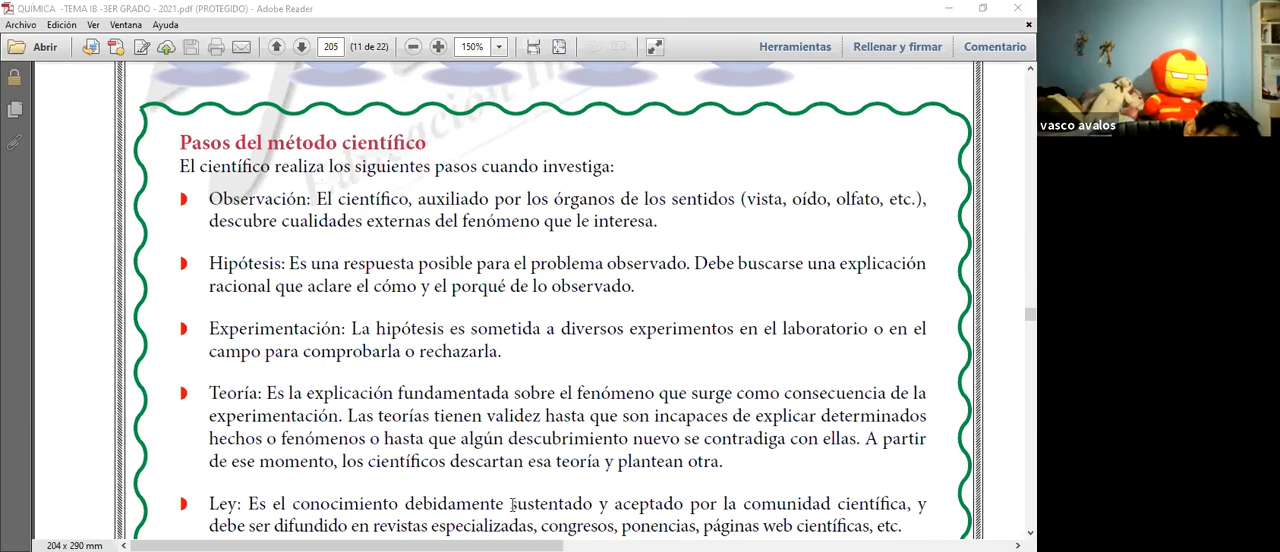 QUÍMICA -TEMA IB -3ER GRADO - 2021.pdf (PROTEGIDO) - Adobe Reader
Archivo Edición Ver Ventana Ayuda
Abrir 205 (11 de 22) 150% Herramientas Rellenar y firmar Comentario
vasco avalos
Educación In
Pasos del método científico
El científico realiza los siguientes pasos cuando investiga:
Observación: El científico, auxiliado por los órganos de los sentidos (vista, oído, olfato, etc.),
descubre cualidades externas del fenómeno que le interesa.
Hipótesis: Es una respuesta posible para el problema observado. Debe buscarse una explicación
racional que aclare el cómo y el porqué de lo observado.
Experimentación: La hipótesis es sometida a diversos experimentos en el laboratorio o en el
campo para comprobarla o rechazarla.
Teoría: Es la explicación fundamentada sobre el fenómeno que surge como consecuencia de la
experimentación. Las teorías tienen validez hasta que son incapaces de explicar determinados
hechos o fenómenos o hasta que algún descubrimiento nuevo se contradiga con ellas. A partir
de ese momento, los científicos descartan esa teoría y plantean otra.
Ley: Es el conocimiento debidamente sustentado y aceptado por la comunidad científica, y
debe ser difundido en revistas especializadas, congresos, ponencias, páginas web científicas, etc.
204 x 290 mm